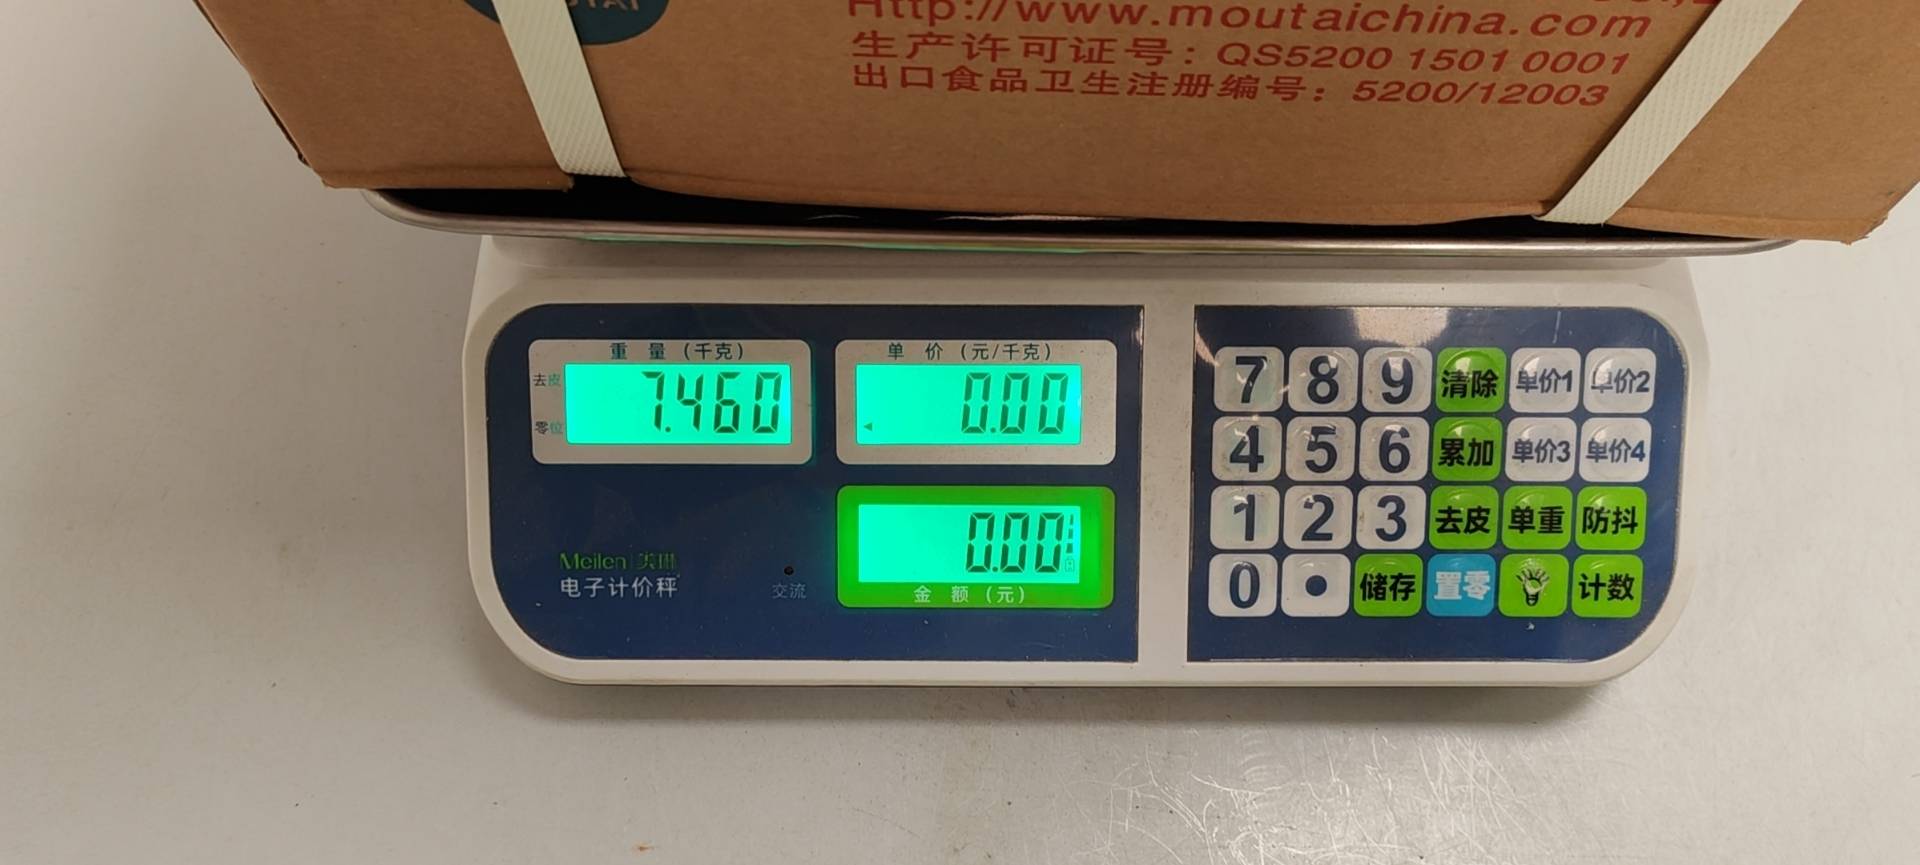 Http://www.moutaichina.com
生产许可证号：QS5200 1501 0001
出口食品卫生注册编号：5200/12003
重 量 (千克)
去皮
7.460
零位
单 价 (元/千克)
0.00
0.00
金 额 (元)
Meilen 美琳
电子计价秤
交流
7 8 9 清除 单价1 单价2
4 5 6 累加 单价3 单价4
1 2 3 去皮 单重 防抖
0 • 储存 置零 计数